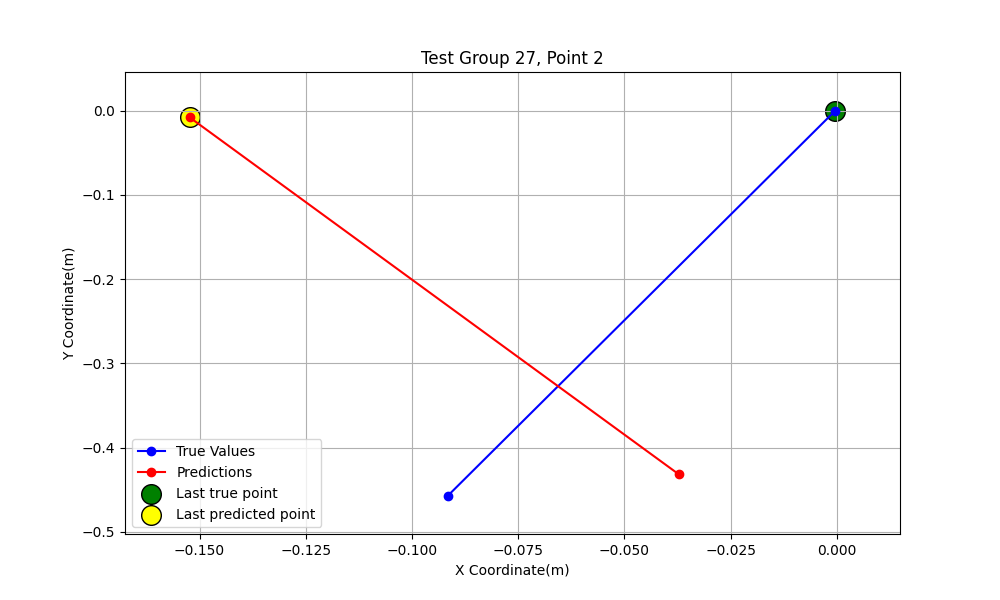 Test Group 27, Point 2
Y Coordinate(m)
0.0
−0.1
−0.2
−0.3
−0.4
−0.5
True Values
Predictions
Last true point
Last predicted point
−0.150 −0.125 −0.100 −0.075 −0.050 −0.025 0.000
X Coordinate(m)